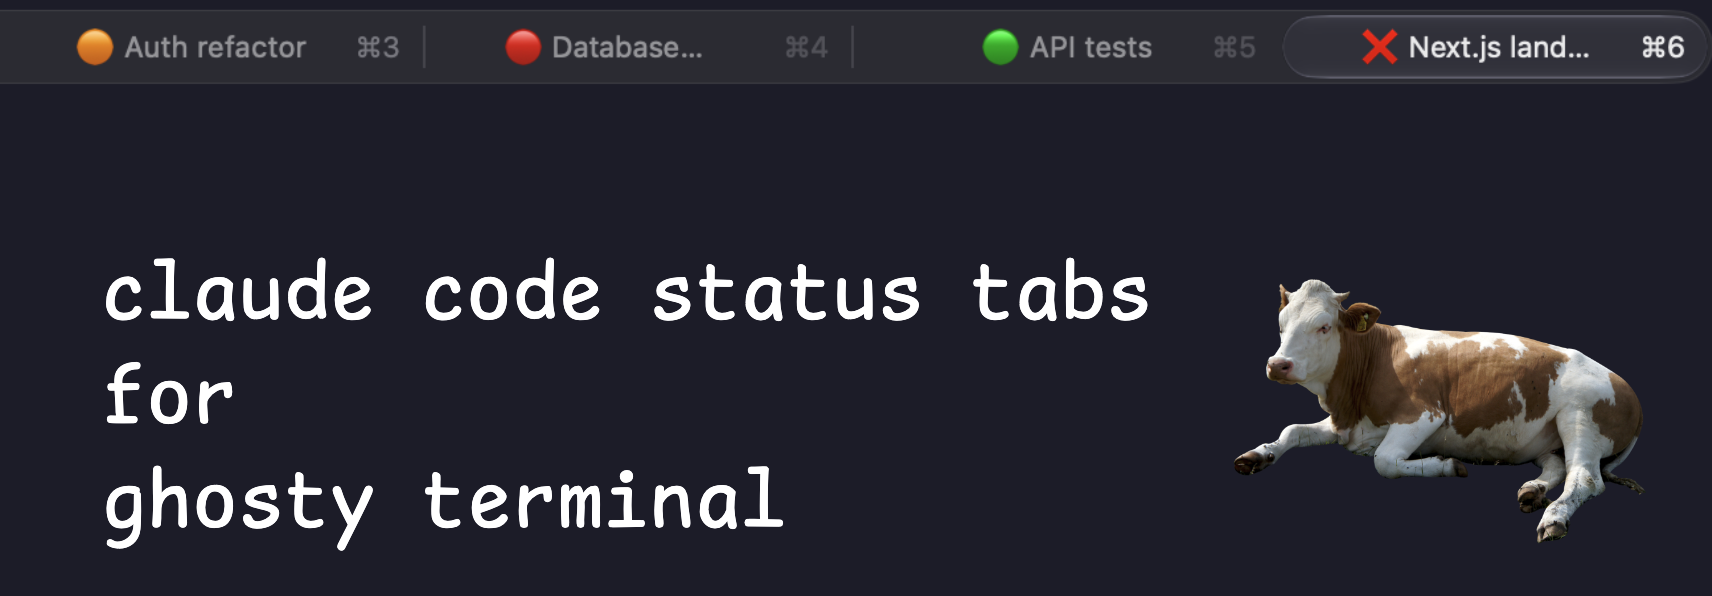 Auth refactor ⌘3
Database... ⌘4
API tests ⌘5
Next.js land... ⌘6
claude code status tabs
for
ghosty terminal